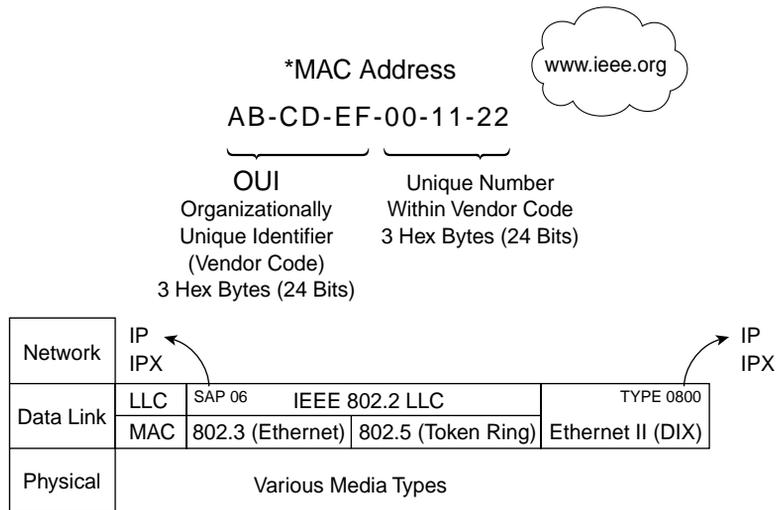 *MAC Address
www.ieee.org
AB-CD-EF-00-11-22
OUI
Organizationally
Unique Identifier
(Vendor Code)
3 Hex Bytes (24 Bits)
Unique Number
Within Vendor Code
3 Hex Bytes (24 Bits)
Network
IP
IPX
IP
IPX
Data Link
LLC
SAP 06
IEEE 802.2 LLC
TYPE 0800
MAC
802.3 (Ethernet)
802.5 (Token Ring)
Ethernet II (DIX)
Physical
Various Media Types